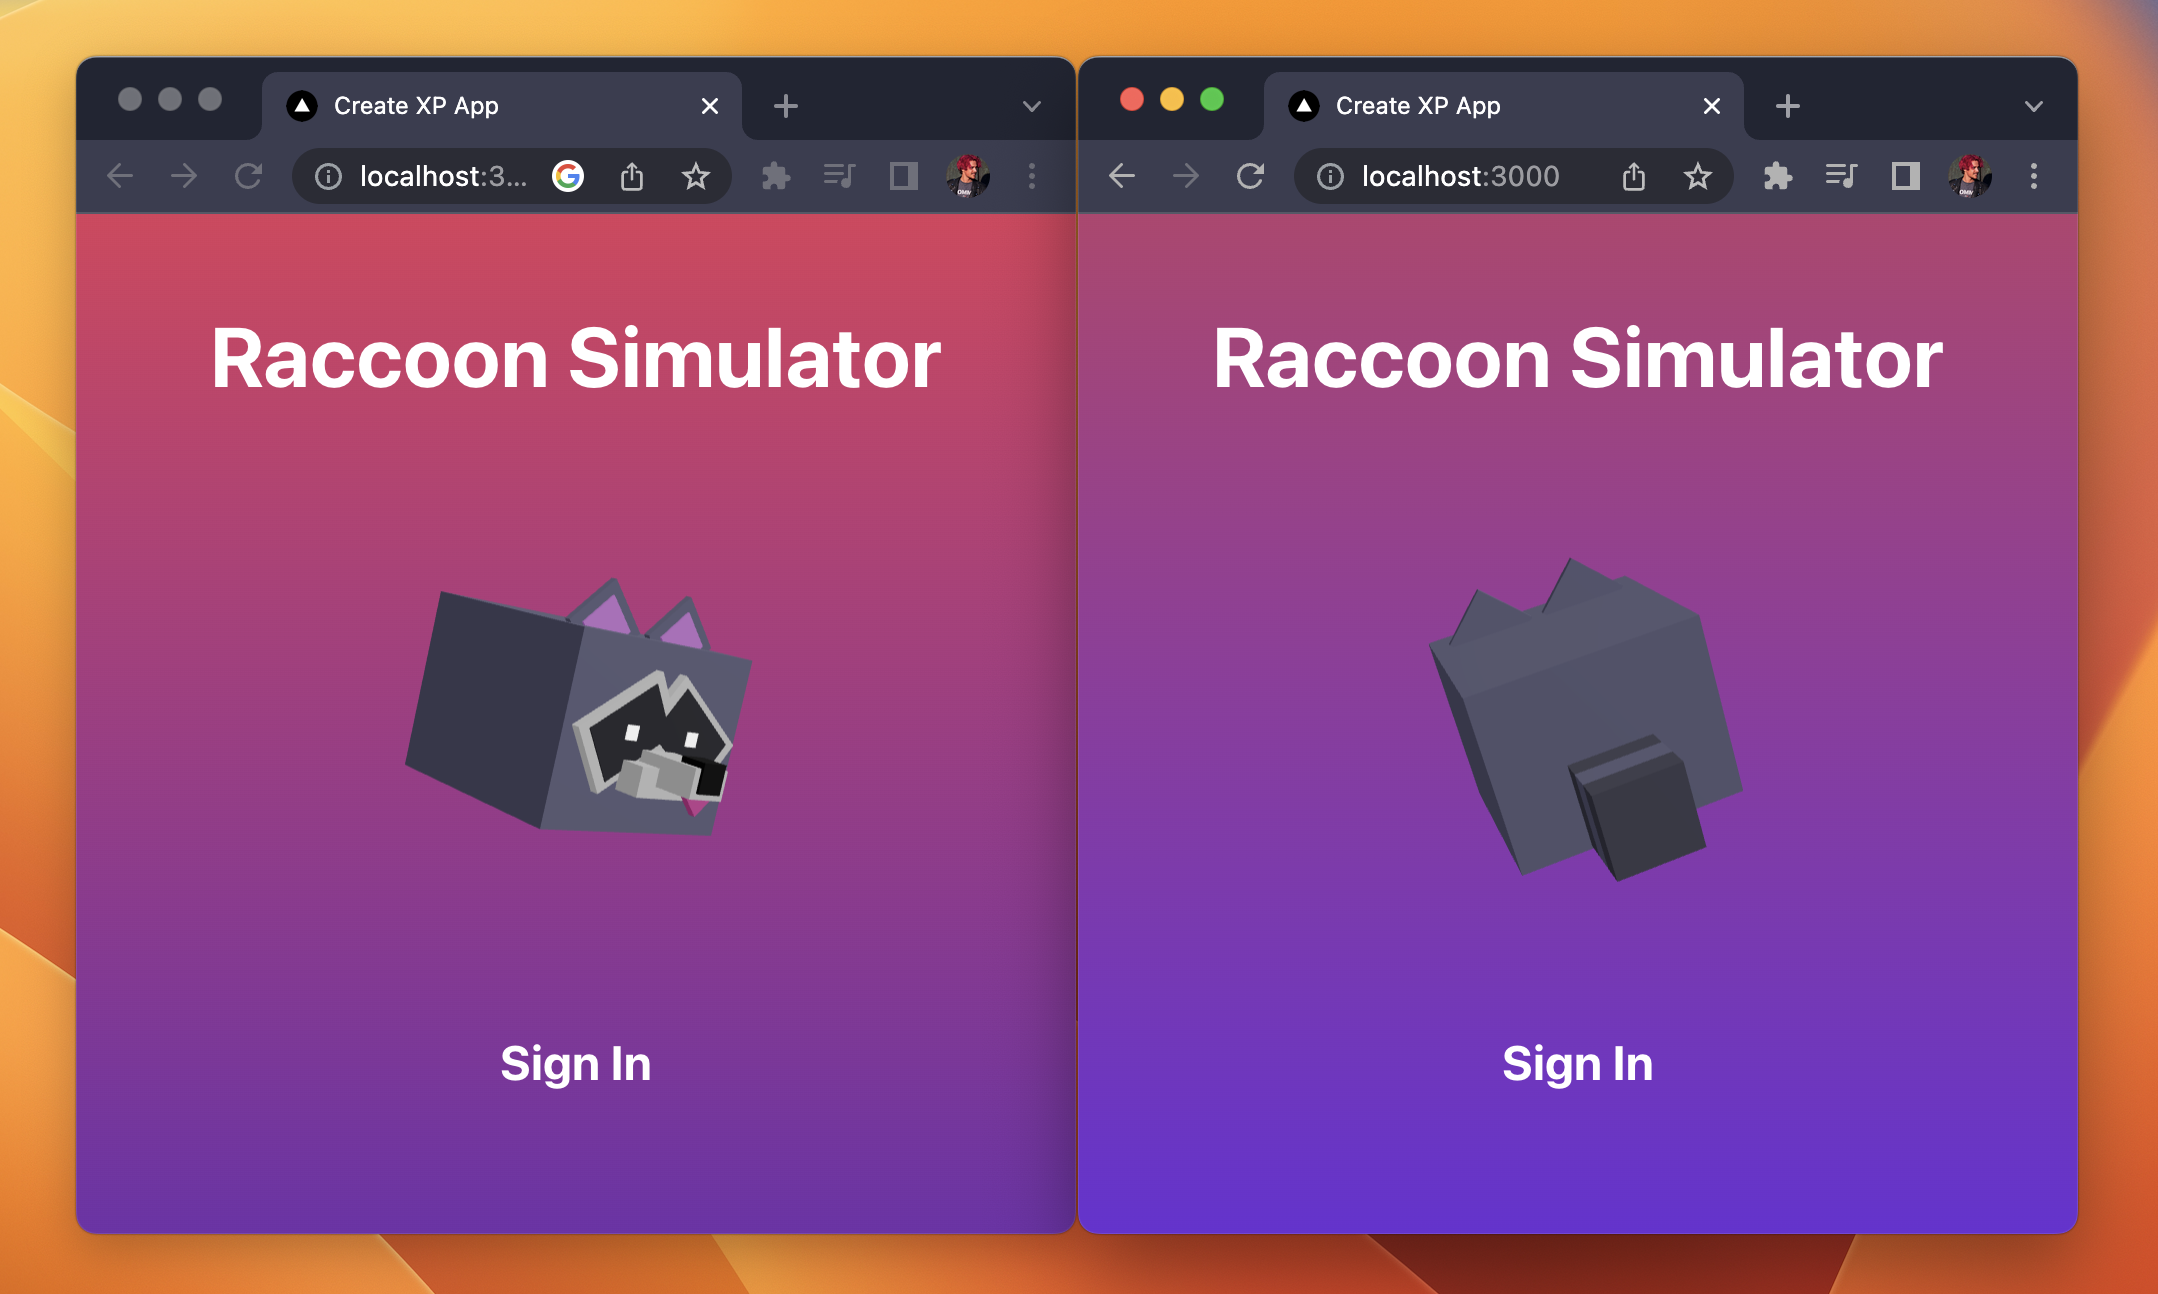 Create XP App
localhost:3...
Raccoon Simulator
Sign In
Create XP App
localhost:3000
Raccoon Simulator
Sign In